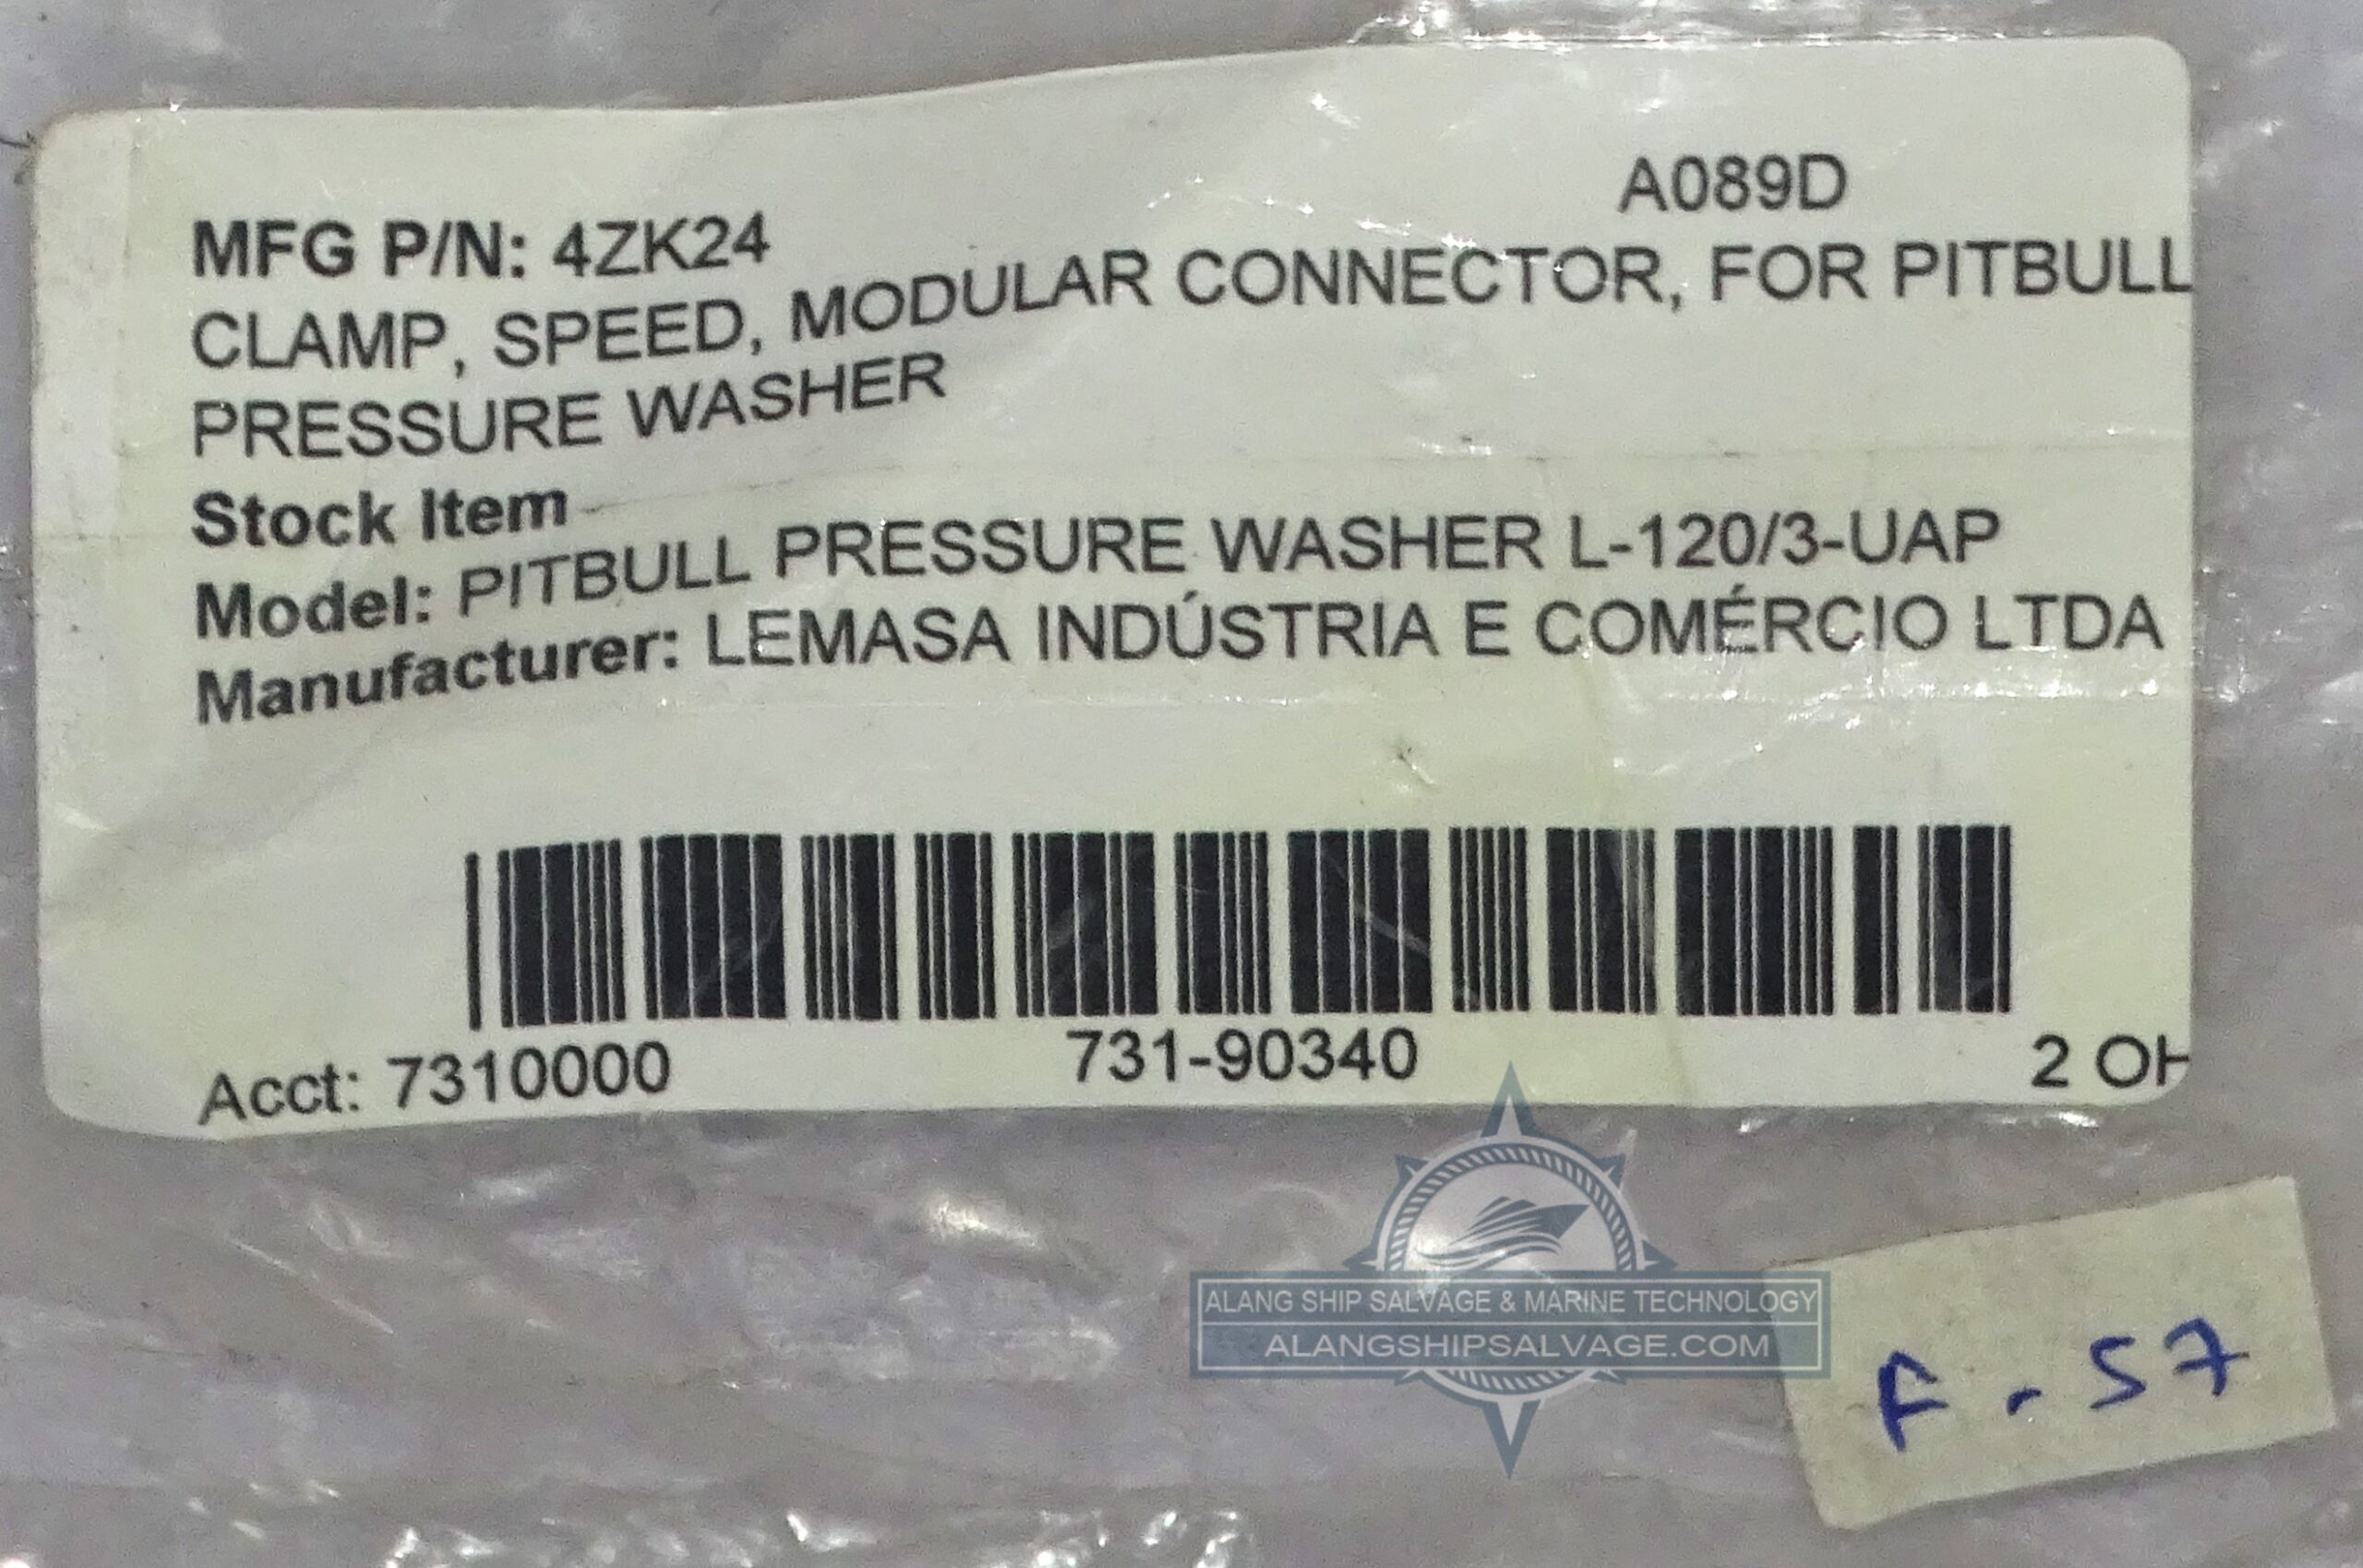 A089D
MFG P/N: 4ZK24
CLAMP, SPEED, MODULAR CONNECTOR, FOR PITBULL
PRESSURE WASHER
Stock Item
Model: PITBULL PRESSURE WASHER L-120/3-UAP
Manufacturer: LEMASA INDÚSTRIA E COMÉRCIO LTDA
Acct: 7310000 731-90340 2 OH
ALANG SHIP SALVAGE & MARINE TECHNOLOGY
ALANGSHIPSALVAGE.COM
F - 57